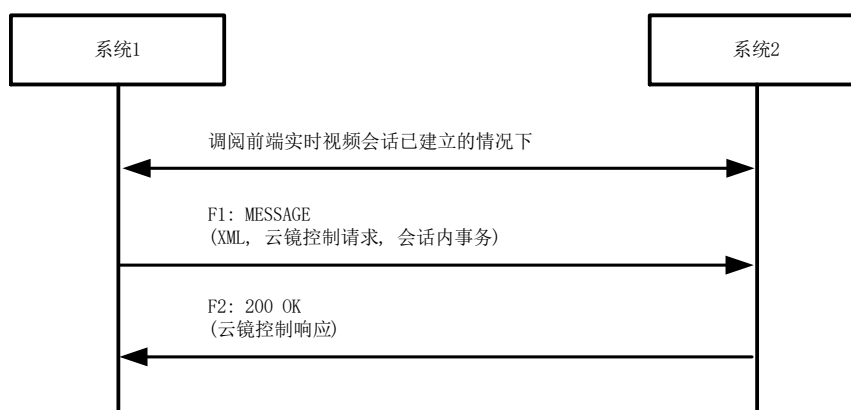 系统1
系统2
调阅前端实时视频会话已建立的情况下
F1: MESSAGE
(XML, 云镜控制请求, 会话内事务)
F2: 200 OK
(云镜控制响应)